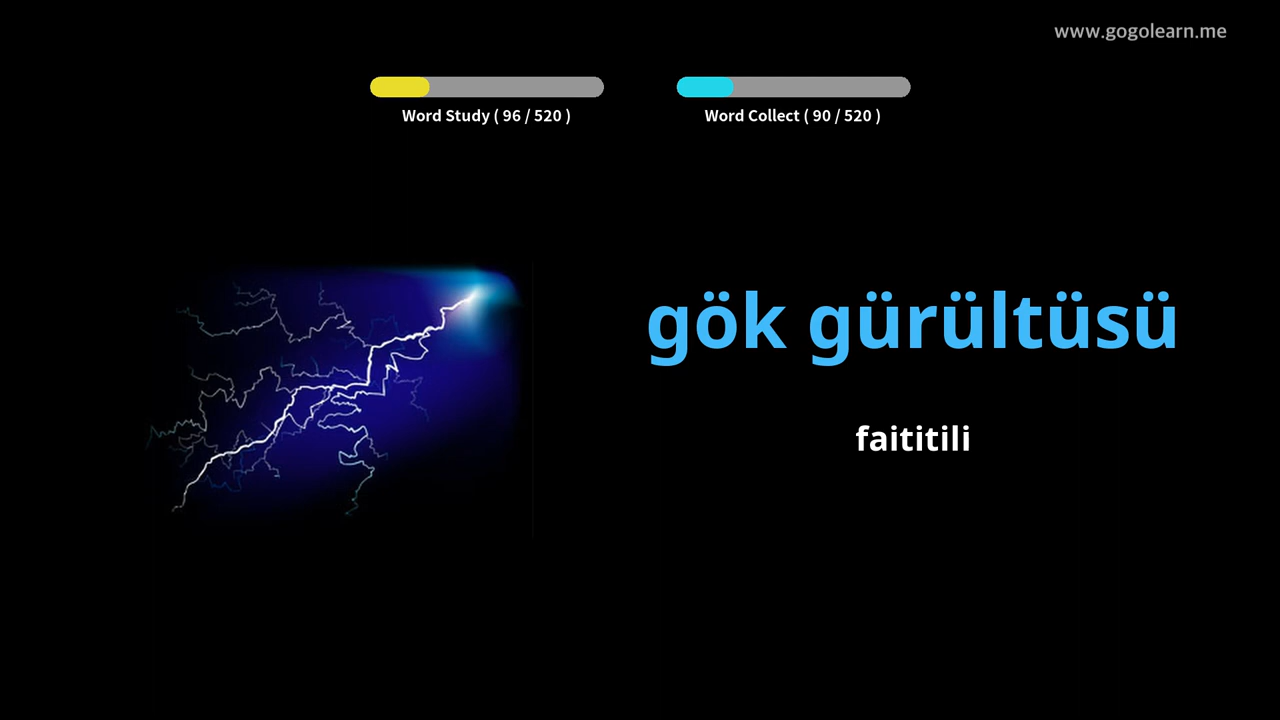 www.gogolearn.me
Word Study ( 96 / 520 )
Word Collect ( 90 / 520 )
gök gürültüsü
faititili